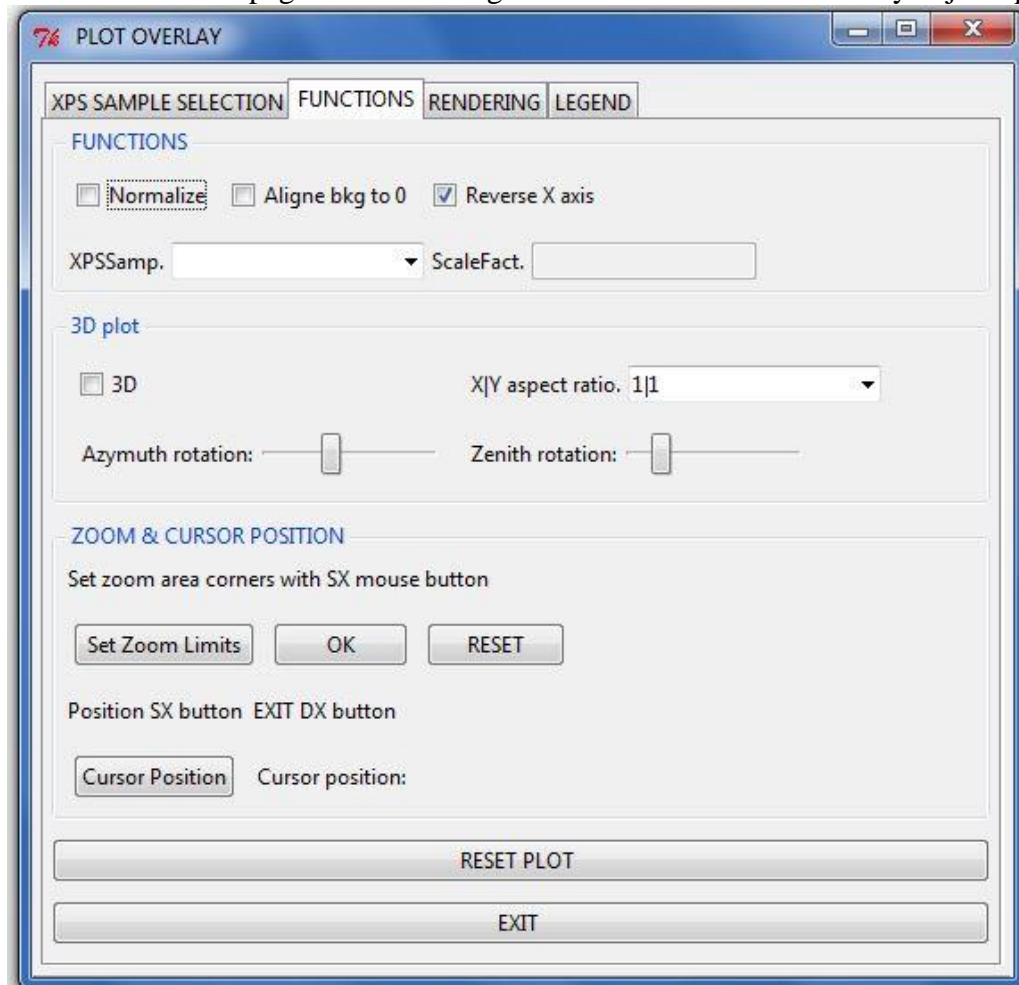 PLOT OVERLAY
XPS SAMPLE SELECTION FUNCTIONS RENDERING LEGEND
FUNCTIONS
Normalize Aligne bkg to 0 Reverse X axis
XPSSamp. ScaleFact.
3D plot
3D X|Y aspect ratio. 1|1
Azymuth rotation: Zenith rotation:
ZOOM & CURSOR POSITION
Set zoom area corners with SX mouse button
Set Zoom Limits OK RESET
Position SX button EXIT DX button
Cursor Position Cursor position:
RESET PLOT
EXIT